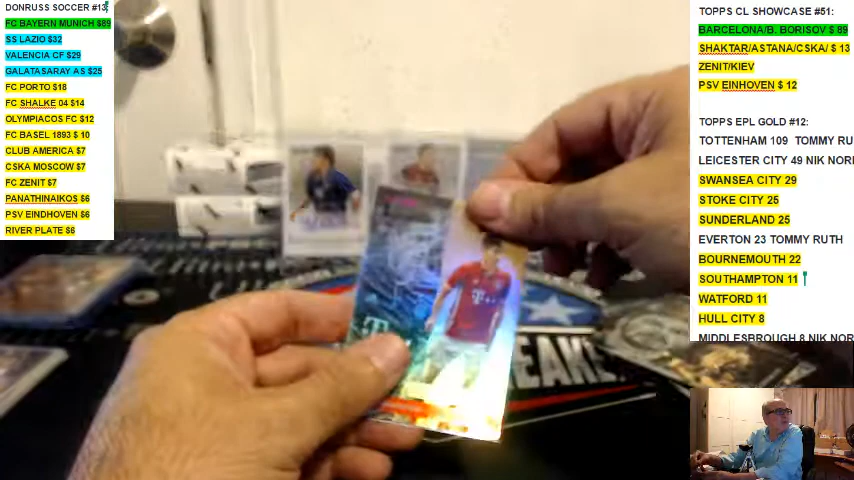 DONRUSS SOCCER #13
FC BAYERN MUNICH $89
SS LAZIO $32
VALENCIA CF $29
GALATASARAY AS $25
FC PORTO $18
FC SHALKE 04 $14
OLYMPIACOS FC $12
FC BASEL 1893 $ 10
CLUB AMERICA $7
CSKA MOSCOW $7
FC ZENIT $7
PANATHINAIKOS $6
PSV EINDHOVEN $6
RIVER PLATE $6
TOPPS CL SHOWCASE #51:
BARCELONA/B. BORISOV $ 89
SHAKTAR/ASTANA/CSKA/ $ 13
ZENIT/KIEV
PSV EINHOVEN $ 12
TOPPS EPL GOLD #12:
TOTTENHAM 109 TOMMY RU
LEICESTER CITY 49 NIK NOR
SWANSEA CITY 29
STOKE CITY 25
SUNDERLAND 25
EVERTON 23 TOMMY RUTH
BOURNEMOUTH 22
SOUTHAMPTON 11
WATFORD 11
HULL CITY 8
MIDDLESBROUGH 8 NIK NOR
EAKE